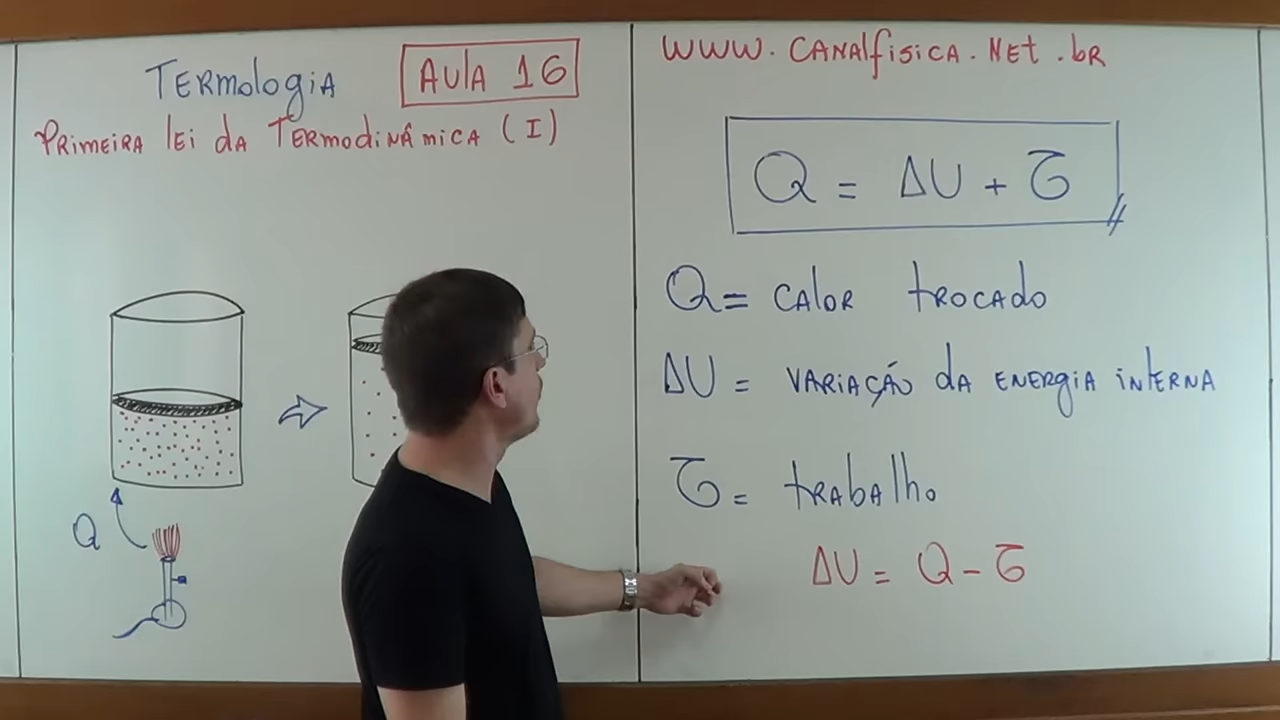 Termologia
Aula 16
Primeira lei da Termodinâmica (I)
Q
www.canalfisica.net.br
Q = ΔU + τ
Q = calor trocado
ΔU = variação da energia interna
τ = trabalho
ΔU = Q - τ